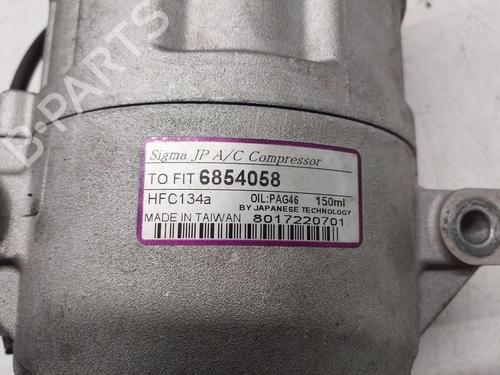 Sigma JP A/C Compressor
TO FIT 6854058
HFC134a OIL:PAG46 150ml
BY JAPANESE TECHNOLOGY
MADE IN TAIWAN 8017220701
B-PARTS